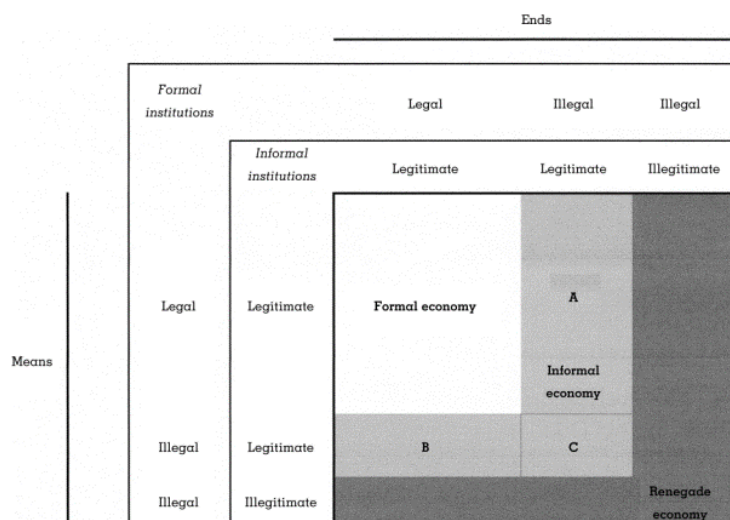 Ends
Formal
institutions
Legal Illegal Illegal
Informal
institutions
Legitimate Legitimate Illegitimate
Means
Legal Legitimate Formal economy A
Informal
economy
Illegal Legitimate B C
Illegal Illegitimate
Renegade
economy